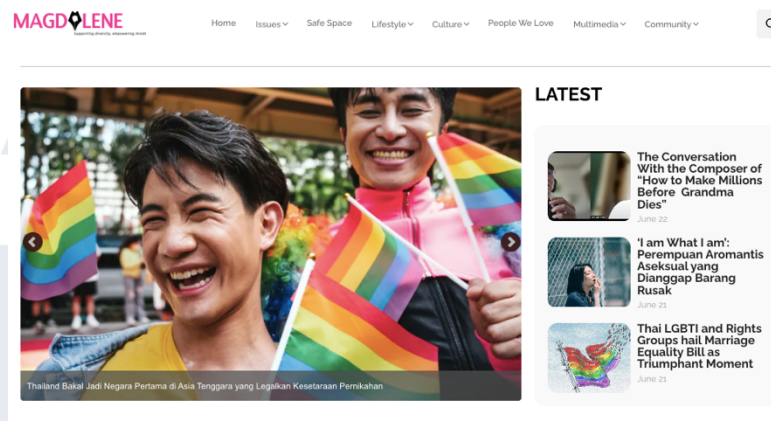 MAGDALENE
Supporting diversity, empowering minds
Home
Issues
Safe Space
Lifestyle
Culture
People We Love
Multimedia
Community
LATEST
The Conversation
With the Composer of
“How to Make Millions
Before Grandma
Dies”
June 22
‘I am What I am’:
Perempuan Aromantis
Aseksual yang
Dianggap Barang
Rusak
June 21
Thai LGBTI and Rights
Groups hail Marriage
Equality Bill as
Triumphant Moment
June 21
Thailand Bakal Jadi Negara Pertama di Asia Tenggara yang Legalkan Kesetaraan Pernikahan